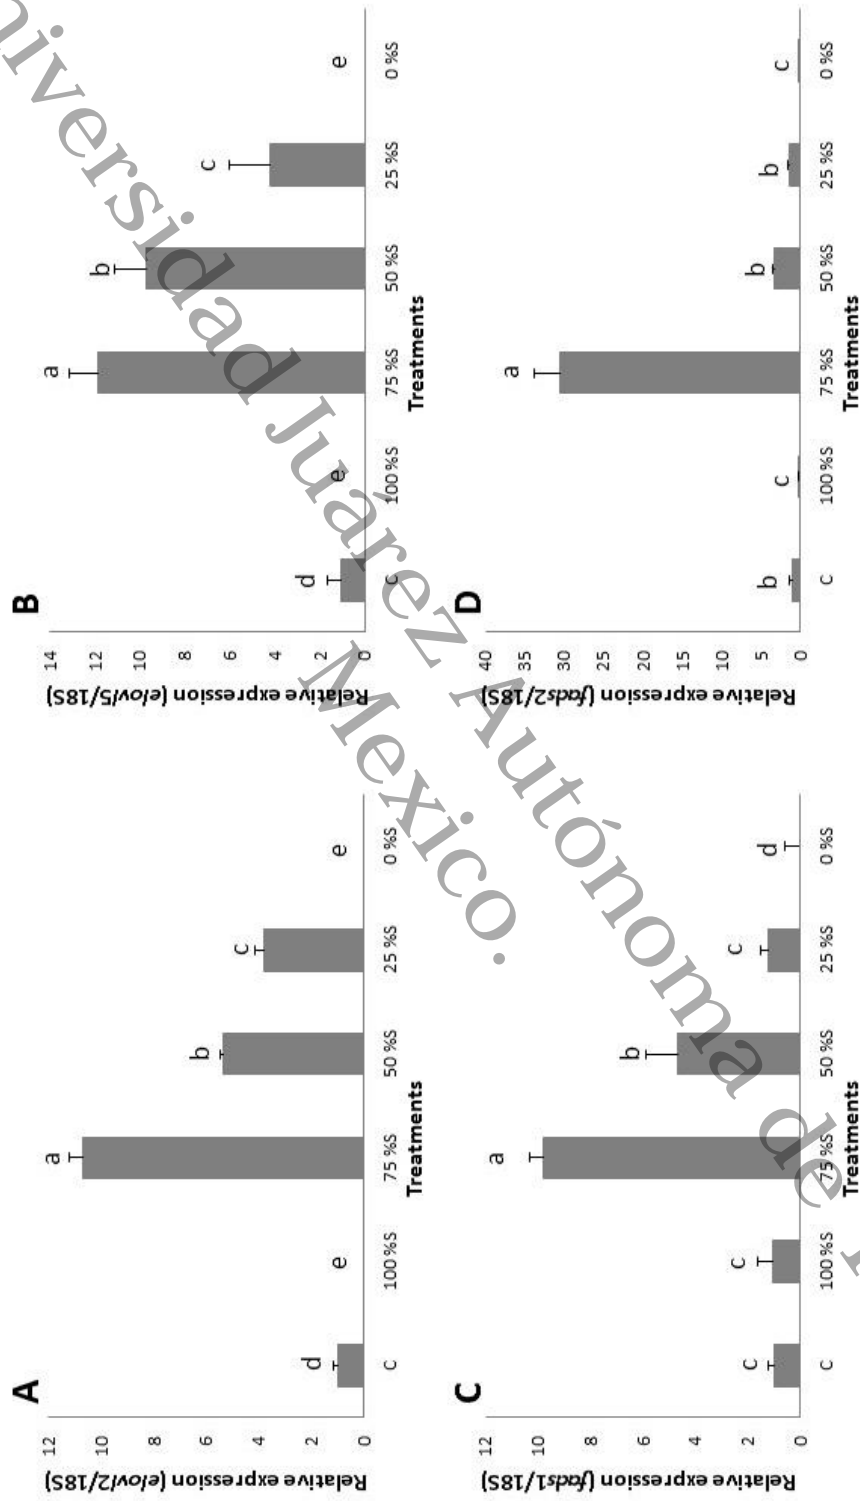 A
Relative expression (elovl2/18S)
12
10
8
6
4
2
0
d
e
a
b
c
e
C
100 %S
75 %S
50 %S
25 %S
0 %S
Treatments
B
Relative expression (elovl5/18S)
14
12
10
8
6
4
2
0
d
e
a
b
c
e
C
100 %S
75 %S
50 %S
25 %S
0 %S
Treatments
C
Relative expression (fads1/18S)
12
10
8
6
4
2
0
c
c
a
b
c
d
C
100 %S
75 %S
50 %S
25 %S
0 %S
Treatments
D
Relative expression (fads2/18S)
40
35
30
25
20
15
10
5
0
b
c
a
b
b
c
C
100 %S
75 %S
50 %S
25 %S
0 %S
Treatments
niversidad Juárez Autónoma de
Mexico.